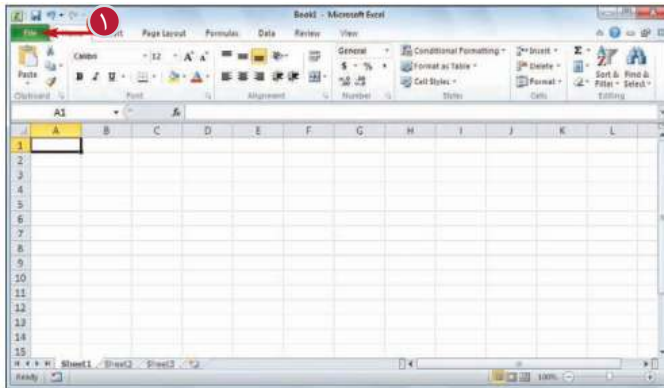 Book1 - Microsoft Excel
١
File Page Layout Formulas Data Review View
Calibri 12 A A General Conditional Formatting Insert Σ
Paste B I U A $ % , Format as Table Delete Sort & Find &
Cell Styles Format Filter Select
Clipboard Font Alignment Number Styles Cells Editing
A1 fx
A B C D E F G H I J K L
1
2
3
4
5
6
7
8
9
10
11
12
13
14
15
Sheet1 Sheet2 Sheet3
Ready 100%